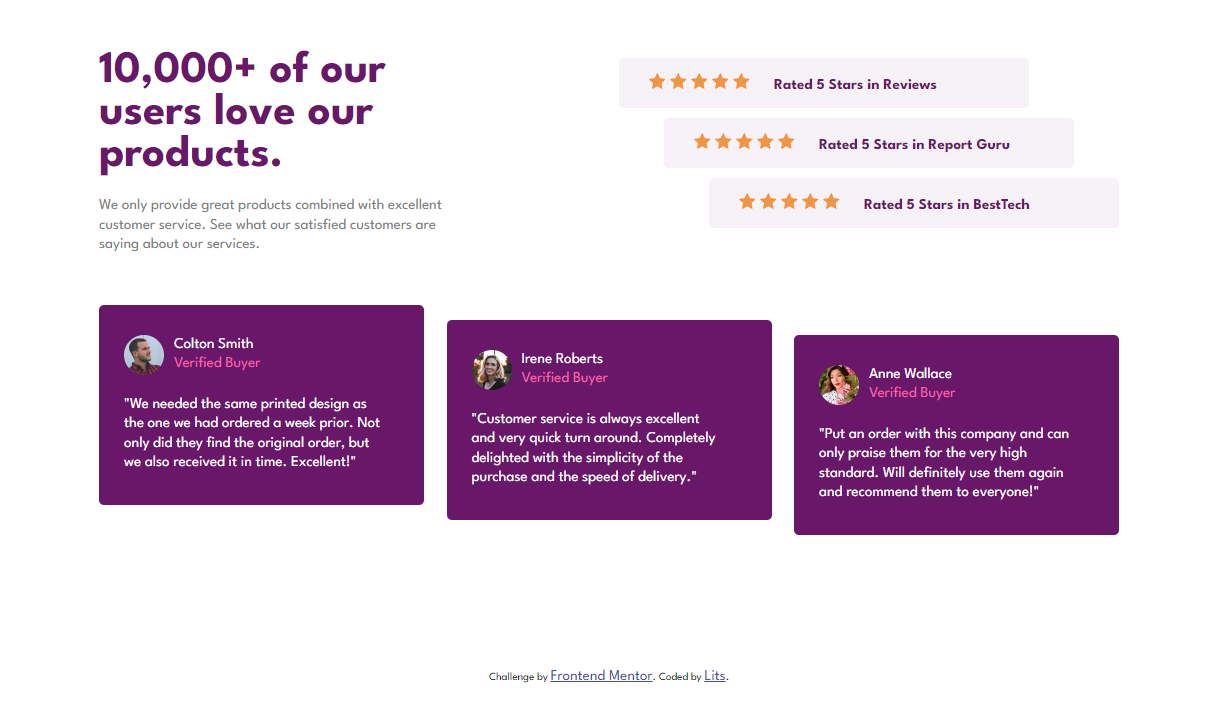 10,000+ of our
users love our
products.
We only provide great products combined with excellent
customer service. See what our satisfied customers are
saying about our services.
Rated 5 Stars in Reviews
Rated 5 Stars in Report Guru
Rated 5 Stars in BestTech
Colton Smith
Verified Buyer
"We needed the same printed design as
the one we had ordered a week prior. Not
only did they find the original order, but
we also received it in time. Excellent!"
Irene Roberts
Verified Buyer
"Customer service is always excellent
and very quick turn around. Completely
delighted with the simplicity of the
purchase and the speed of delivery."
Anne Wallace
Verified Buyer
"Put an order with this company and can
only praise them for the very high
standard. Will definitely use them again
and recommend them to everyone!"
Challenge by Frontend Mentor. Coded by Lits.